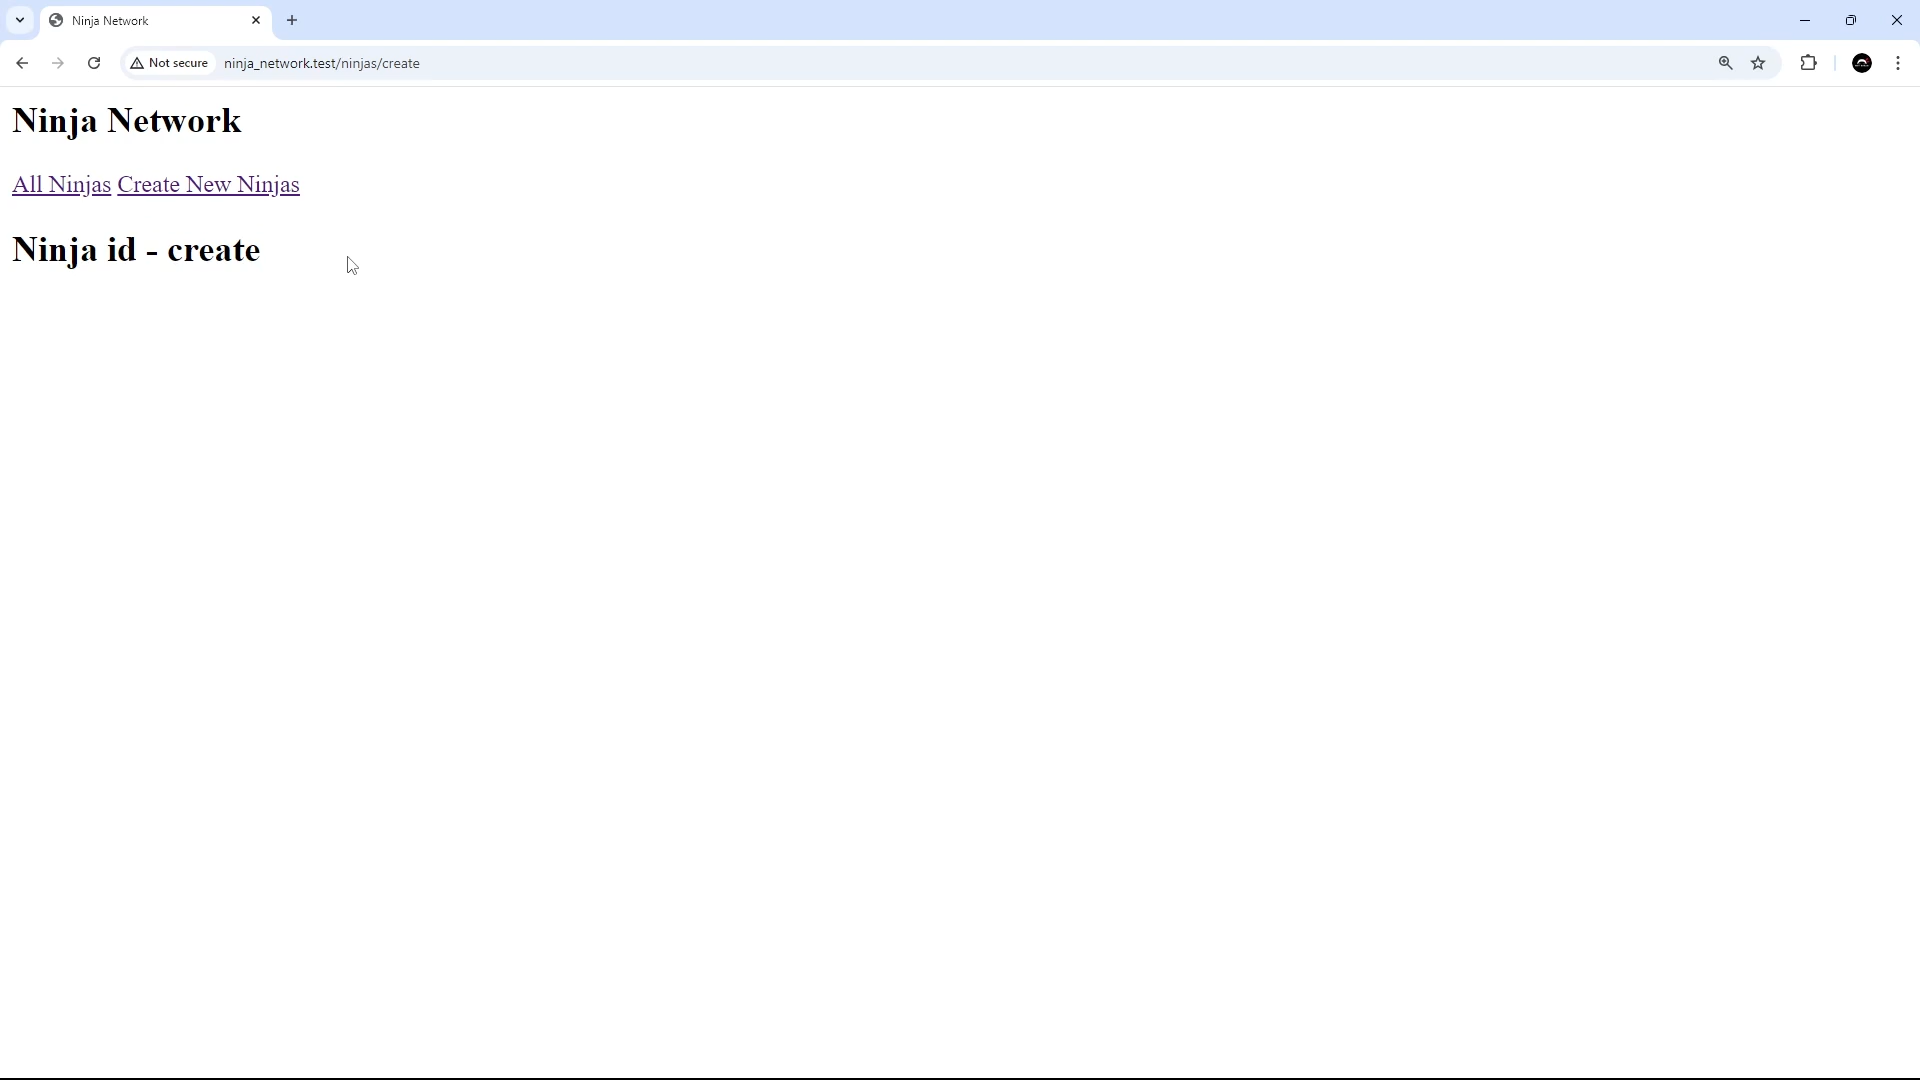 Ninja Network
Not secure
ninja_network.test/ninjas/create
Ninja Network
All Ninjas Create New Ninjas
Ninja id - create